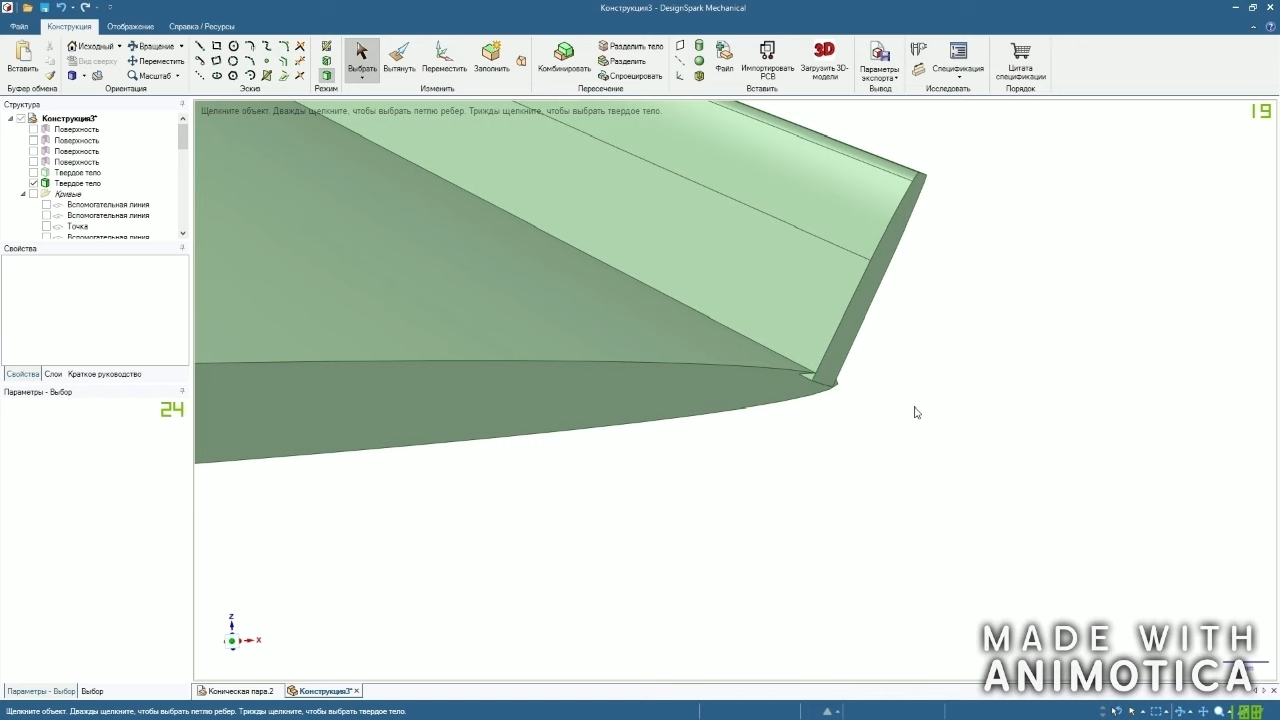 Конструкция3 - DesignSpark Mechanical
Файл Конструкция Отображение Справка / Ресурсы
Вставить
Исходный
Вид сверху
Вращение
Переместить
Масштаб
Выбрать
Вытянуть
Переместить
Заполнить
Комбинировать
Разделить тело
Разделить
Спроецировать
Файл
Импортировать PCB
3D
Загрузить 3D-модели
Параметры экспорта
Спецификация
Цитата спецификации
Буфер обмена Ориентация Эскиз Режим Изменить Пересечение Вставить Вывод Исследовать Порядок
Структура
Конструкция3*
Поверхность
Поверхность
Поверхность
Поверхность
Твердое тело
Твердое тело
Кривые
Вспомогательная линия
Вспомогательная линия
Точка
Вспомогательная линия
Свойства
Свойства Слои Краткое руководство
Параметры - Выбор
24
Щелкните объект. Дважды щелкните, чтобы выбрать петлю ребер. Трижды щелкните, чтобы выбрать твердое тело.
19
Z
X
MADE WITH
ANIMOTICA
Параметры - Выбор Выбор
Коническая пара.2 Конструкция3*
Щелкните объект. Дважды щелкните, чтобы выбрать петлю ребер. Трижды щелкните, чтобы выбрать твердое тело.